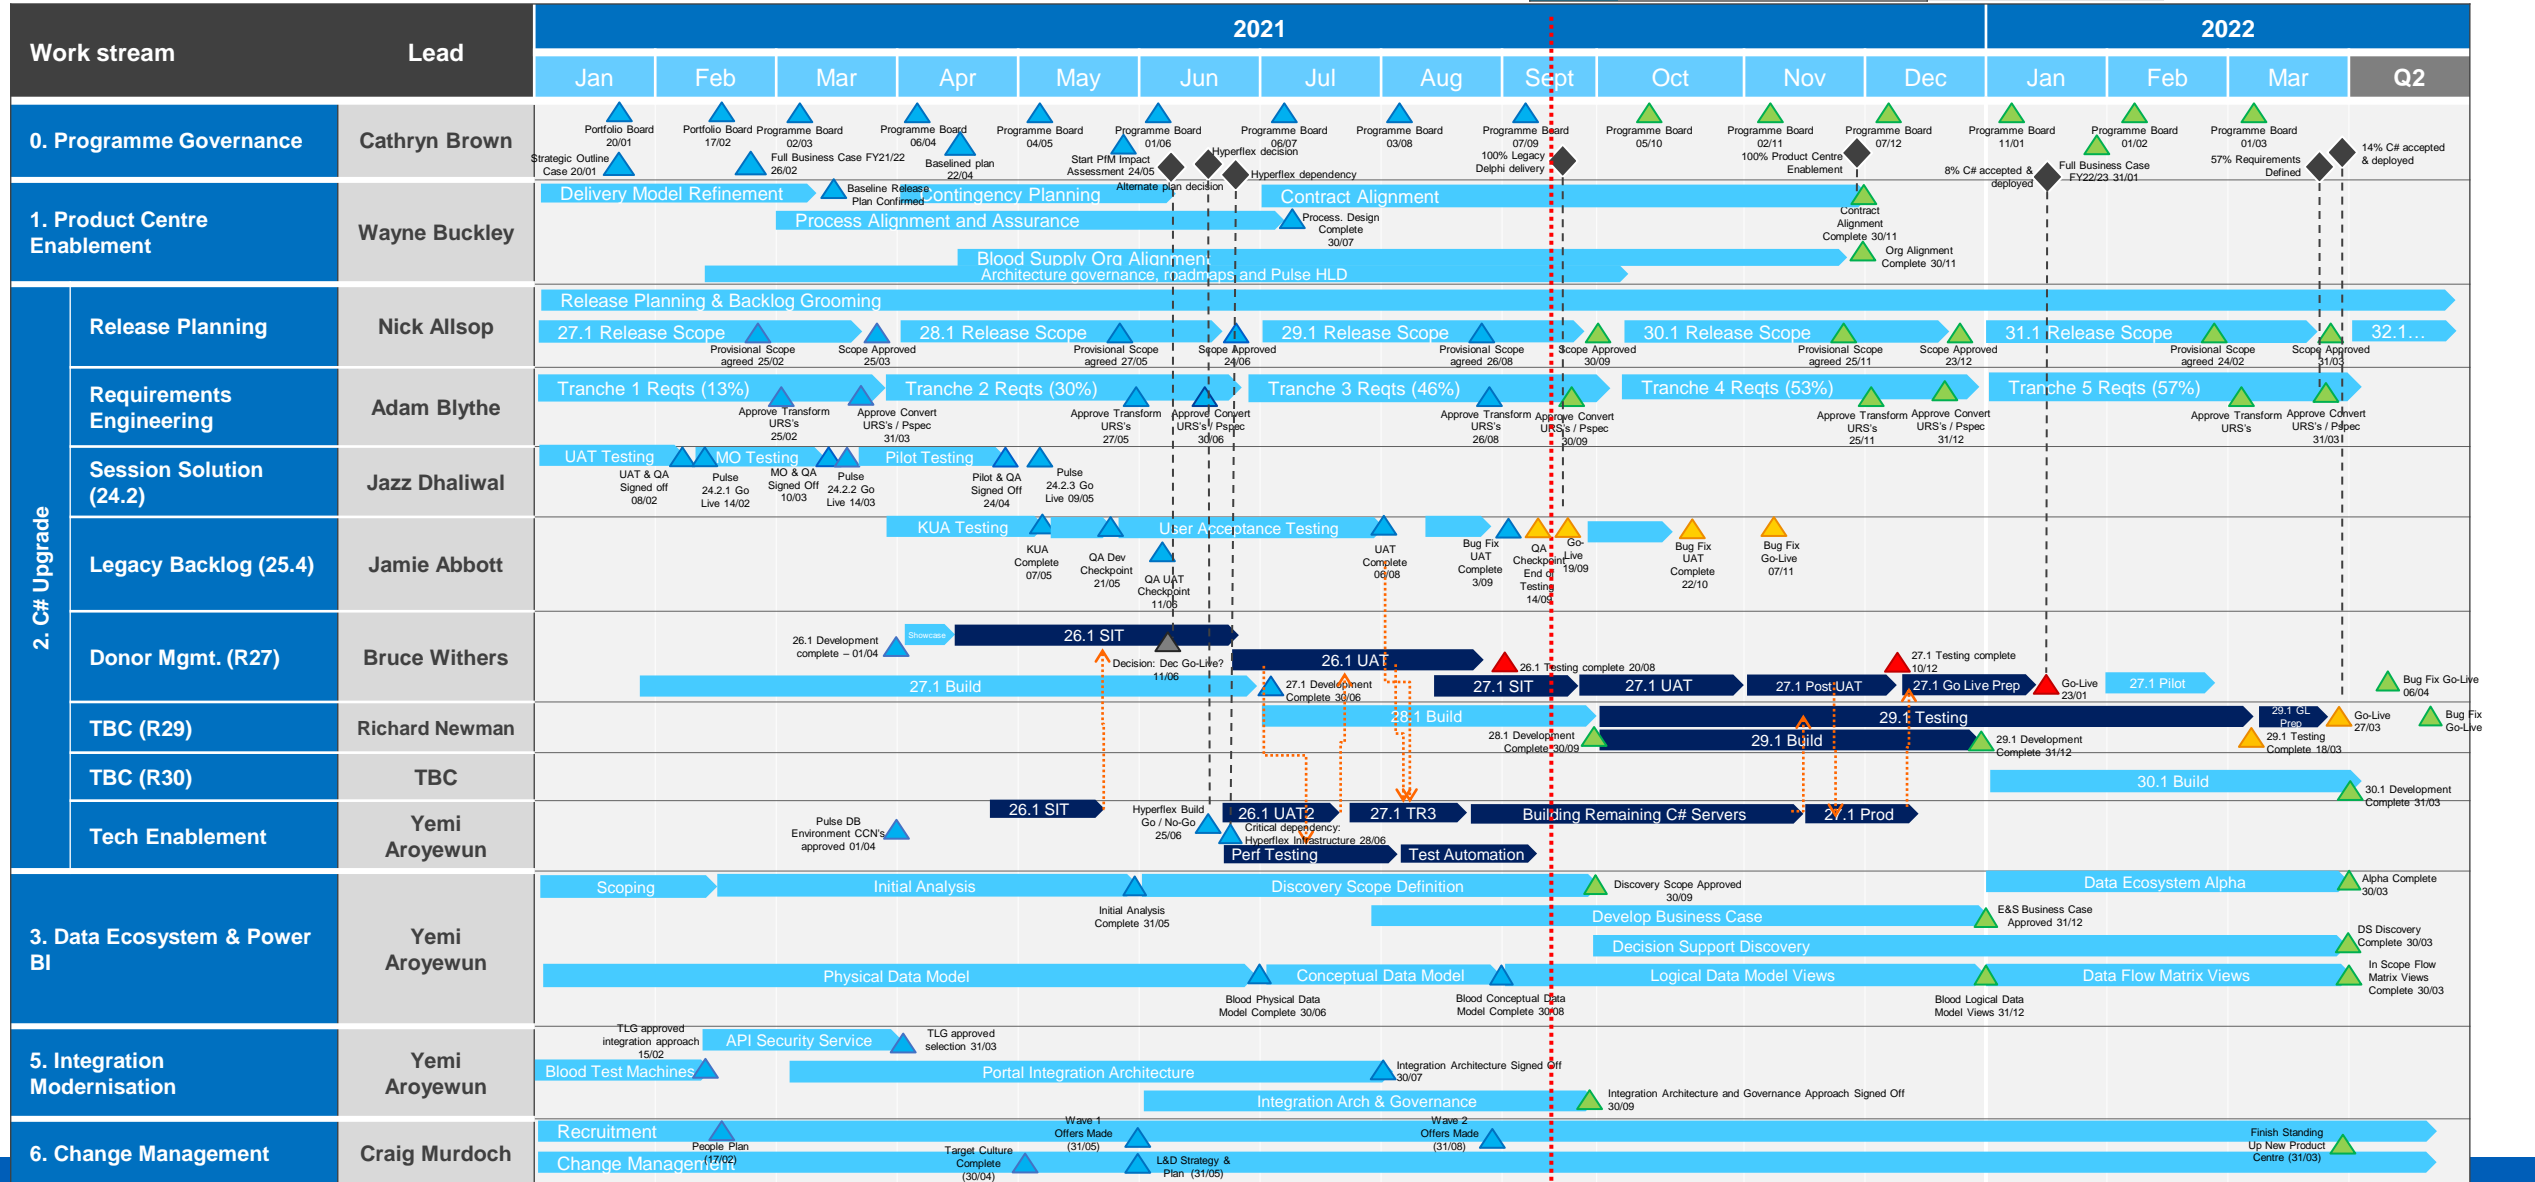 Work stream
Lead
2021
2022
Jan
Feb
Mar
Apr
May
Jun
Jul
Aug
Sept
Oct
Nov
Dec
Jan
Feb
Mar
Q2
0. Programme Governance
Cathryn Brown
Portfolio Board
20/01
Portfolio Board
17/02
Programme Board
02/03
Programme Board
06/04
Programme Board
04/05
Programme Board
01/06
Programme Board
06/07
Programme Board
03/08
Programme Board
07/09
Programme Board
05/10
Programme Board
02/11
Programme Board
07/12
Programme Board
11/01
Programme Board
01/02
Programme Board
01/03
Strategic Outline
Case 20/01
Full Business Case FY21/22
26/02
Baselined plan
22/04
Start PfM Impact
Assessment 24/05
Hyperflex decision
Hyperflex dependency
Alternate plan decision
100% Legacy
Delphi delivery
100% Product Centre
Enablement
8% C# accepted &
deployed
Full Business Case
FY22/23 31/01
57% Requirements
Defined
14% C# accepted
& deployed
1. Product Centre
Enablement
Wayne Buckley
Delivery Model Refinement
Baseline Release
Plan Confirmed
Contingency Planning
Contract Alignment
Contract
Alignment
Complete 30/11
Process Alignment and Assurance
Process. Design
Complete
30/07
Blood Supply Org Alignment
Org Alignment
Complete 30/11
Architecture governance, roadmaps and Pulse HLD
2. C# Upgrade
Release Planning
Nick Allsop
Release Planning & Backlog Grooming
27.1 Release Scope
Provisional Scope
agreed 25/02
Scope Approved
25/03
28.1 Release Scope
Provisional Scope
agreed 27/05
Scope Approved
24/06
29.1 Release Scope
Provisional Scope
agreed 26/08
Scope Approved
30/09
30.1 Release Scope
Provisional Scope
agreed 25/11
Scope Approved
23/12
31.1 Release Scope
Provisional Scope
agreed 24/02
Scope Approved
31/03
32.1…
Requirements
Engineering
Adam Blythe
Tranche 1 Reqts (13%)
Approve Transform
URS's
25/02
Approve Convert
URS's / Pspec
31/03
Tranche 2 Reqts (30%)
Approve Transform
URS's
27/05
Approve Convert
URS's / Pspec
30/06
Tranche 3 Reqts (46%)
Approve Transform
URS's
26/08
Approve Convert
URS's / Pspec
30/09
Tranche 4 Reqts (53%)
Approve Transform
URS's
25/11
Approve Convert
URS's / Pspec
31/12
Tranche 5 Reqts (57%)
Approve Transform
URS's
Approve Convert
URS's / Pspec
31/03
Session Solution
(24.2)
Jazz Dhaliwal
UAT Testing
UAT & QA
Signed off
08/02
Pulse
24.2.1 Go
Live 14/02
MO Testing
MO & QA
Signed Off
10/03
Pulse
24.2.2 Go
Live 14/03
Pilot Testing
Pilot & QA
Signed Off
24/04
Pulse
24.2.3 Go
Live 09/05
Legacy Backlog (25.4)
Jamie Abbott
KUA Testing
KUA
Complete
07/05
QA Dev
Checkpoint
21/05
QA UAT
Checkpoint
11/06
User Acceptance Testing
UAT
Complete
06/08
Bug Fix
UAT
Complete
3/09
QA
Checkpoint
End of
Testing
14/09
Go-
Live
19/09
Bug Fix
UAT
Complete
22/10
Bug Fix
Go-Live
07/11
Donor Mgmt. (R27)
Bruce Withers
26.1 Development
complete – 01/04
Showcase
26.1 SIT
Decision: Dec Go-Live?
11/06
26.1 UAT
26.1 Testing complete 20/08
27.1 Testing complete
10/12
27.1 Build
27.1 Development
Complete 30/06
27.1 SIT
27.1 UAT
27.1 Post UAT
27.1 Go Live Prep
Go-Live
23/01
27.1 Pilot
Bug Fix Go-Live
06/04
TBC (R29)
Richard Newman
28.1 Build
28.1 Development
Complete 30/09
29.1 Testing
29.1 GL
Prep
Go-Live
27/03
Bug Fix
Go-Live
29.1 Build
29.1 Development
Complete 31/12
29.1 Testing
Complete 18/03
TBC (R30)
TBC
30.1 Build
30.1 Development
Complete 31/03
Tech Enablement
Yemi
Aroyewun
Pulse DB
Environment CCN's
approved 01/04
26.1 SIT
Hyperflex Build
Go / No-Go
25/06
26.1 UAT2
Critical dependency:
Hyperflex Infrastructure 28/06
27.1 TR3
Building Remaining C# Servers
27.1 Prod
Perf Testing
Test Automation
3. Data Ecosystem & Power
BI
Yemi
Aroyewun
Scoping
Initial Analysis
Initial Analysis
Complete 31/05
Discovery Scope Definition
Discovery Scope Approved
30/09
Data Ecosystem Alpha
Alpha Complete
30/03
Develop Business Case
E&S Business Case
Approved 31/12
Decision Support Discovery
DS Discovery
Complete 30/03
Physical Data Model
Blood Physical Data
Model Complete 30/06
Conceptual Data Model
Blood Conceptual Data
Model Complete 30/08
Logical Data Model Views
Blood Logical Data
Model Views 31/12
Data Flow Matrix Views
In Scope Flow
Matrix Views
Complete 30/03
5. Integration
Modernisation
Yemi
Aroyewun
TLG approved
integration approach
15/02
API Security Service
TLG approved
selection 31/03
Blood Test Machines
Portal Integration Architecture
Integration Architecture Signed Off
30/07
Integration Arch & Governance
Integration Architecture and Governance Approach Signed Off
30/09
6. Change Management
Craig Murdoch
Recruitment
People Plan
(17/02)
Wave 1
Offers Made
(31/05)
Wave 2
Offers Made
(31/08)
Finish Standing
Up New Product
Centre (31/03)
Change Management
Target Culture
Complete
(30/04)
L&D Strategy &
Plan (31/05)